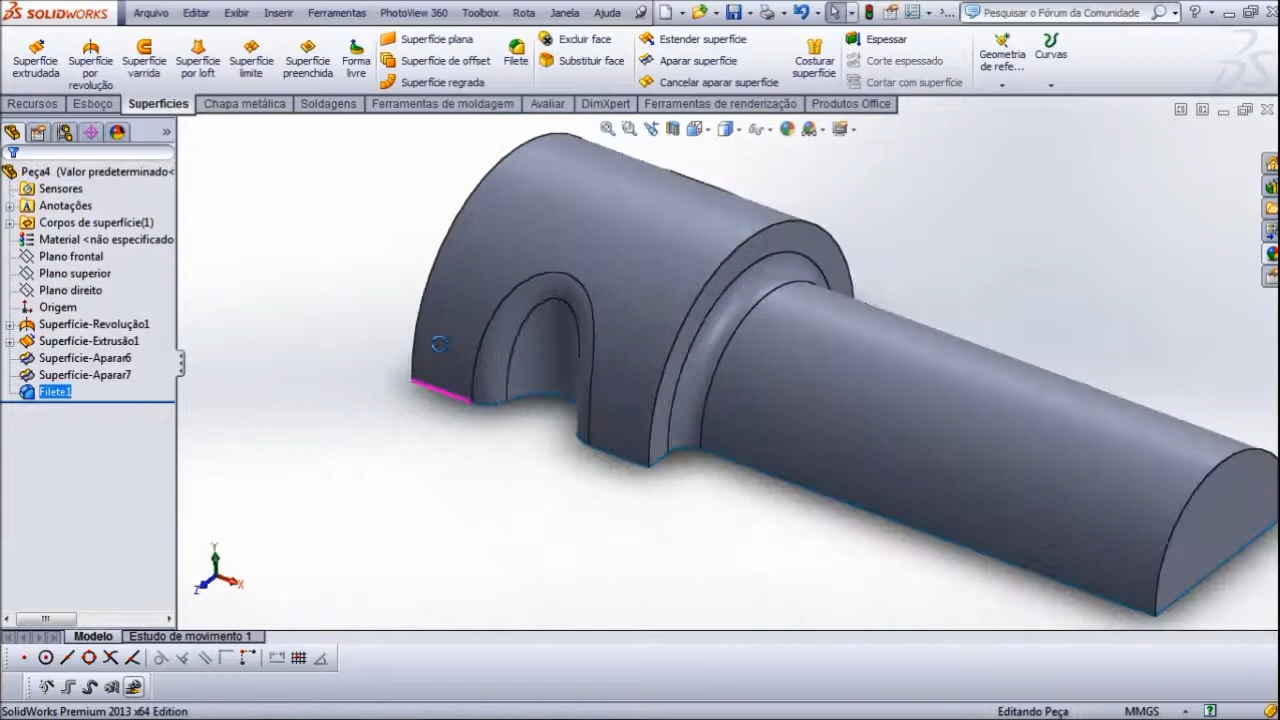 SOLIDWORKS Arquivo Editar Exibir Inserir Ferramentas PhotoView 360 Toolbox Rota Janela Ajuda Pesquisar o Fórum da Comunidade
Superfície extrudada
Superfície por revolução
Superfície varrida
Superfície por loft
Superfície limite
Superfície preenchida
Forma livre
Superfície plana
Superfície de offset
Superfície regrada
Filete
Excluir face
Substituir face
Estender superfície
Aparar superfície
Cancelar aparar superfície
Costurar superfície
Espessar
Corte espessado
Cortar com superfície
Geometria de refe...
Curvas
Recursos Esboço Superfícies Chapa metálica Soldagens Ferramentas de moldagem Avaliar DimXpert Ferramentas de renderização Produtos Office
Peça4 (Valor predeterminado<
Sensores
Anotações
Corpos de superfície(1)
Material <não especificado
Plano frontal
Plano superior
Plano direito
Origem
Superfície-Revolução1
Superfície-Extrusão1
Superfície-Aparar6
Superfície-Aparar7
Filete1
Y
X
Z
Modelo Estudo de movimento 1
SolidWorks Premium 2013 x64 Edition Editando Peça MMGS